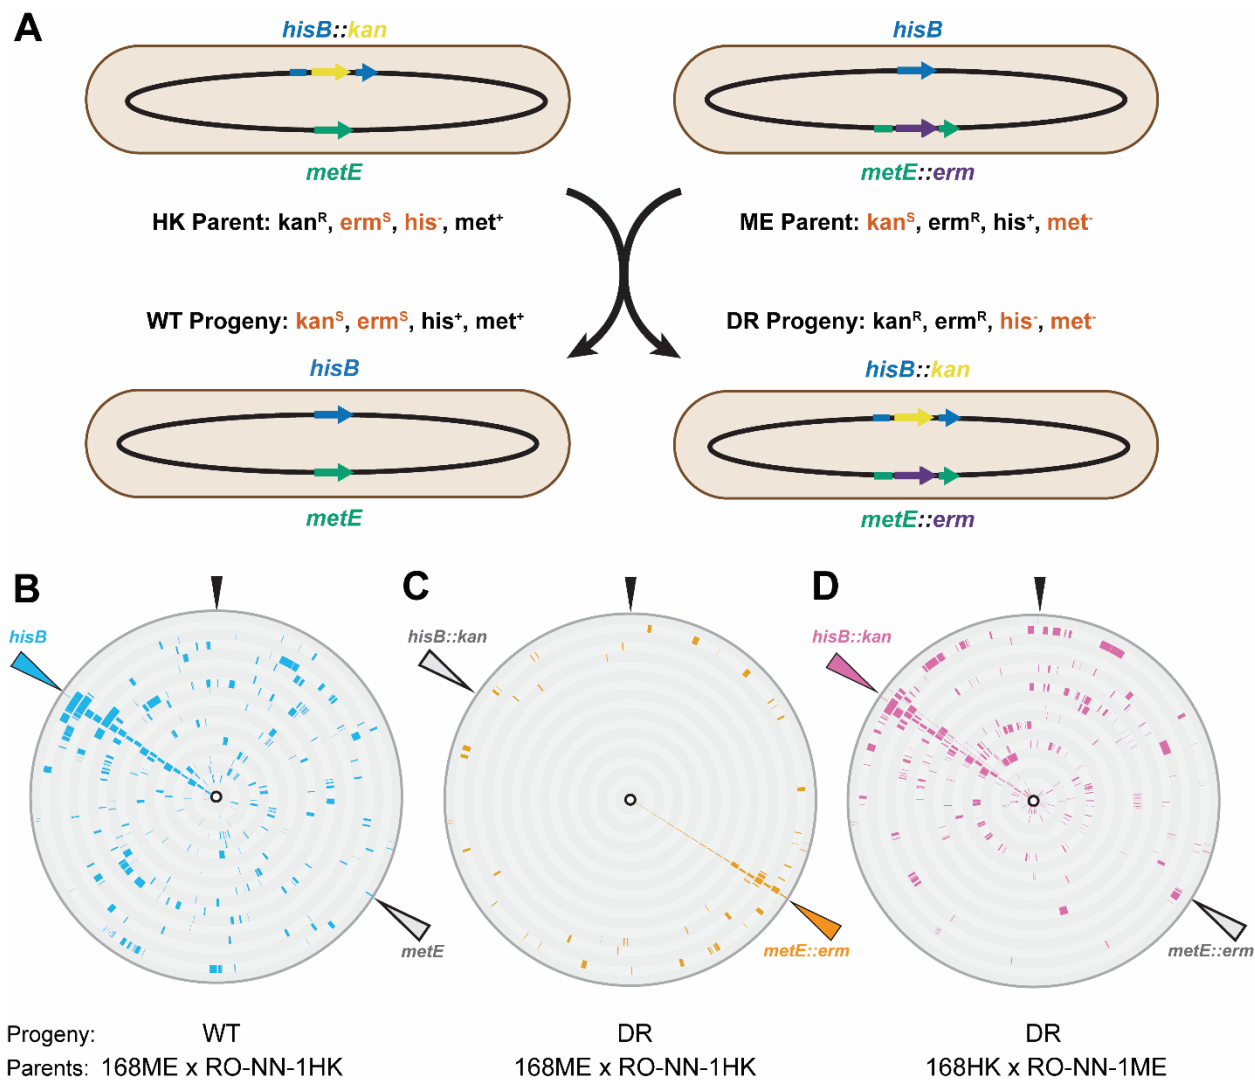 A
hisB::kan
hisB
metE
metE::erm
HK Parent: kanR, ermS, his-, met+
ME Parent: kanS, ermR, his+, met-
WT Progeny: kanS, ermS, his+, met+
DR Progeny: kanR, ermR, his-, met-
hisB
hisB::kan
metE
metE::erm
B
C
D
hisB
hisB::kan
hisB::kan
metE
metE::erm
metE::erm
Progeny: WT DR DR
Parents: 168ME x RO-NN-1HK 168ME x RO-NN-1HK 168HK x RO-NN-1ME